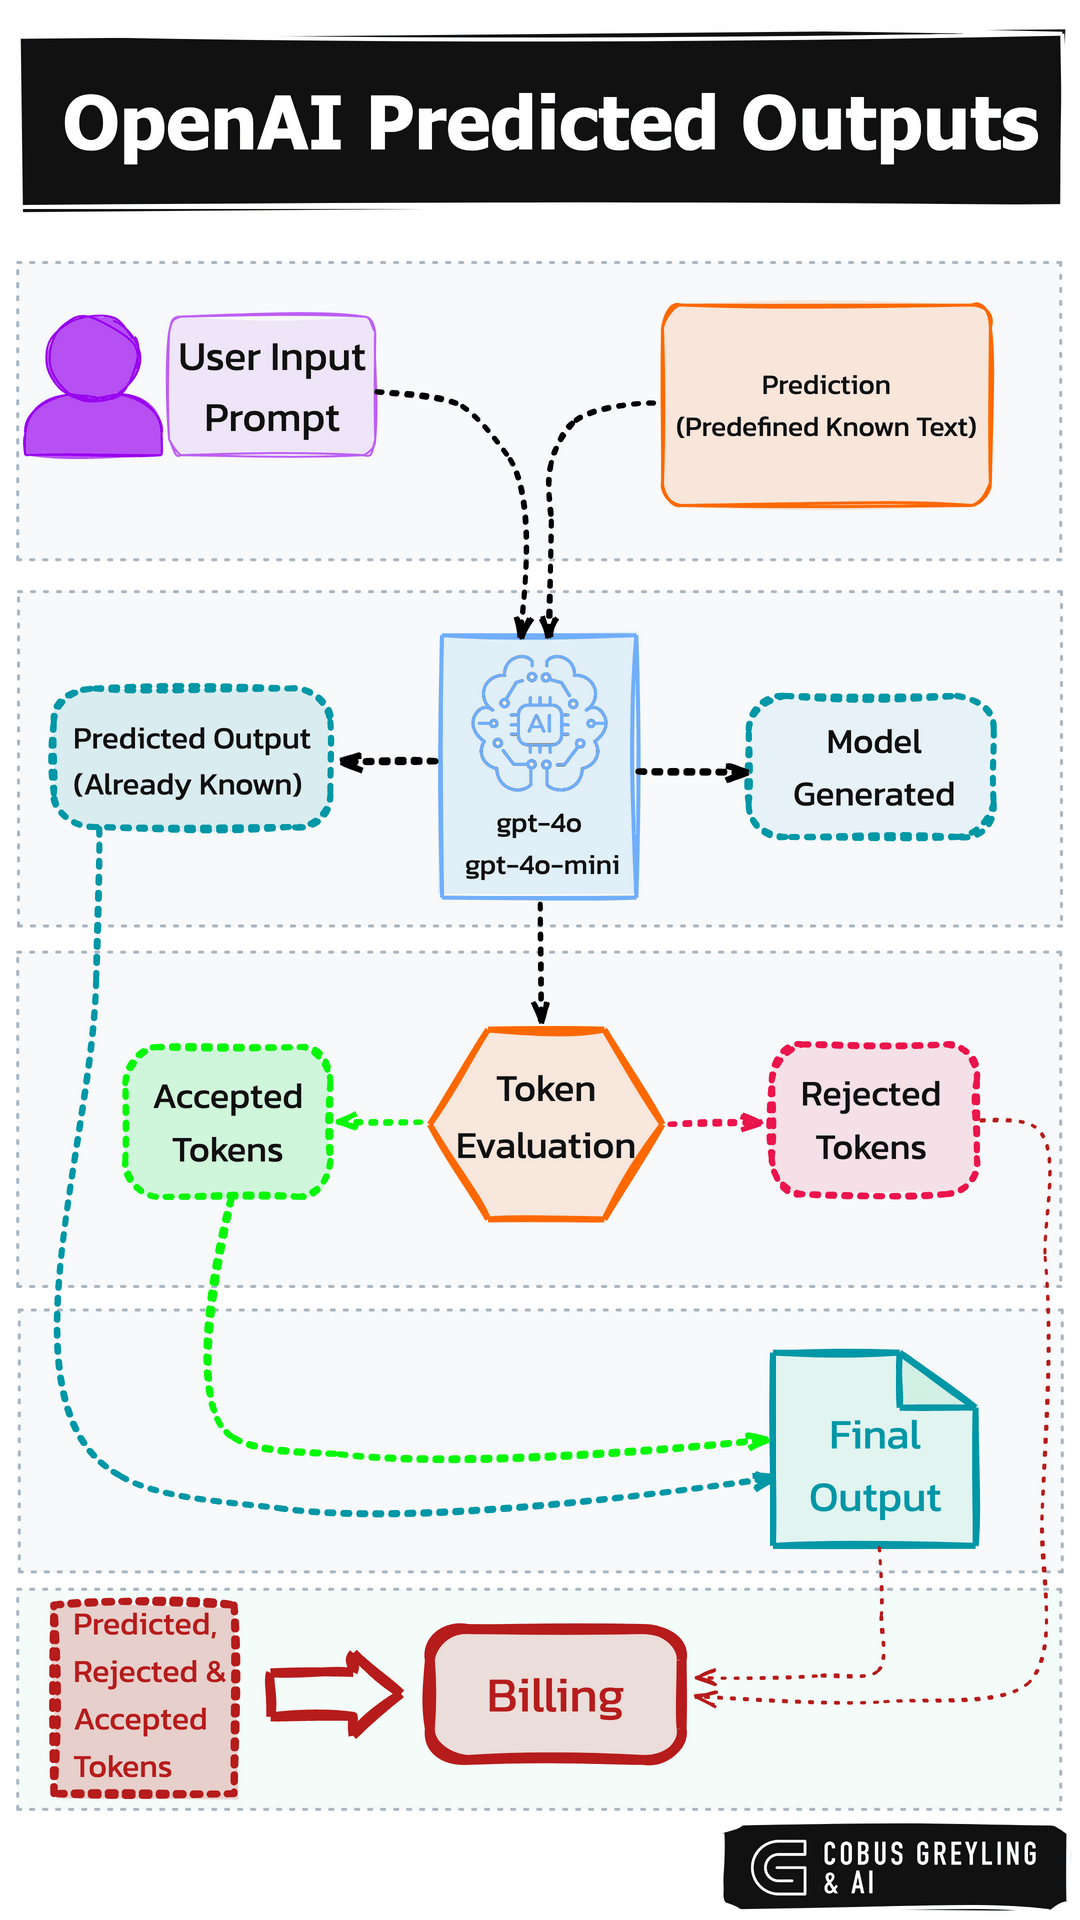 OpenAI Predicted Outputs
User Input
Prompt
Prediction
(Predefined Known Text)
Predicted Output
(Already Known)
AI
gpt-4o
gpt-4o-mini
Model
Generated
Accepted
Tokens
Token
Evaluation
Rejected
Tokens
Final
Output
Predicted,
Rejected &
Accepted
Tokens
Billing
COBUS GREYLING
& AI